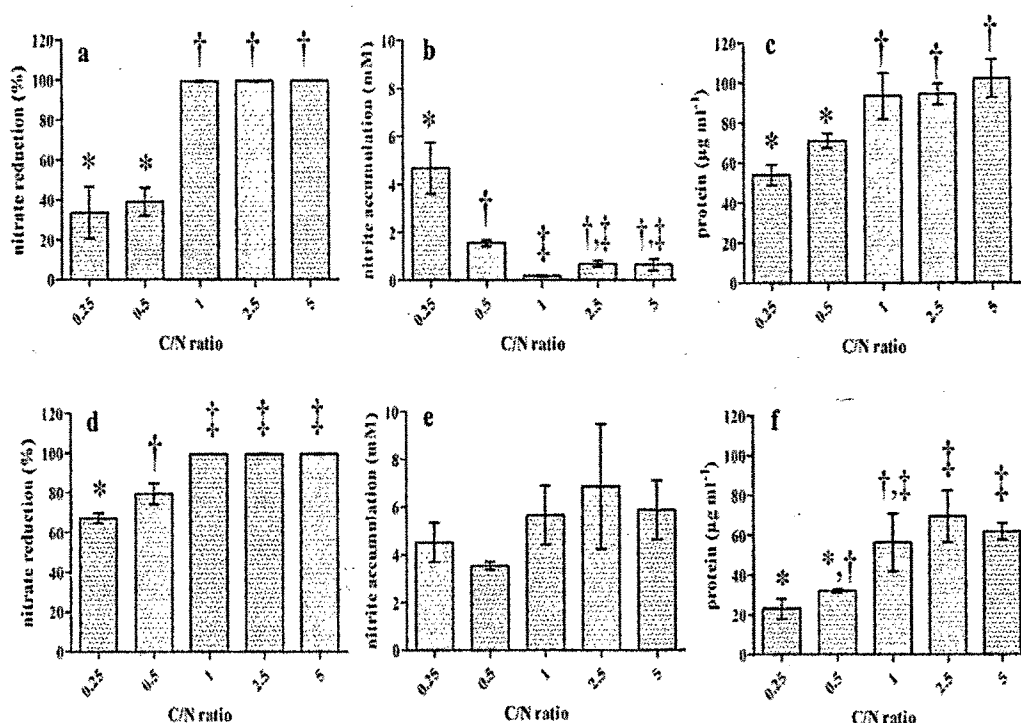 a
nitrate reduction (%)
120
100
80
60
40
20
0
* * † † †
0.25 0.5 1 2.5 5
C/N ratio
b
nitrite accumulation (mM)
6
4
2
0
* † ‡ †,‡ †,‡
0.25 0.5 1 2.5 5
C/N ratio
c
protein (µg ml⁻¹)
120
100
80
60
40
20
0
* * † † †
0.25 0.5 1 2.5 5
C/N ratio
d
nitrate reduction (%)
120
100
80
60
40
20
0
* † ‡ ‡ ‡
0.25 0.5 1 2.5 5
C/N ratio
e
nitrite accumulation (mM)
10
8
6
4
2
0
0.25 0.5 1 2.5 5
C/N ratio
f
protein (µg ml⁻¹)
120
100
80
60
40
20
0
* *,† †,‡ ‡ ‡
0.25 0.5 1 2.5 5
C/N ratio